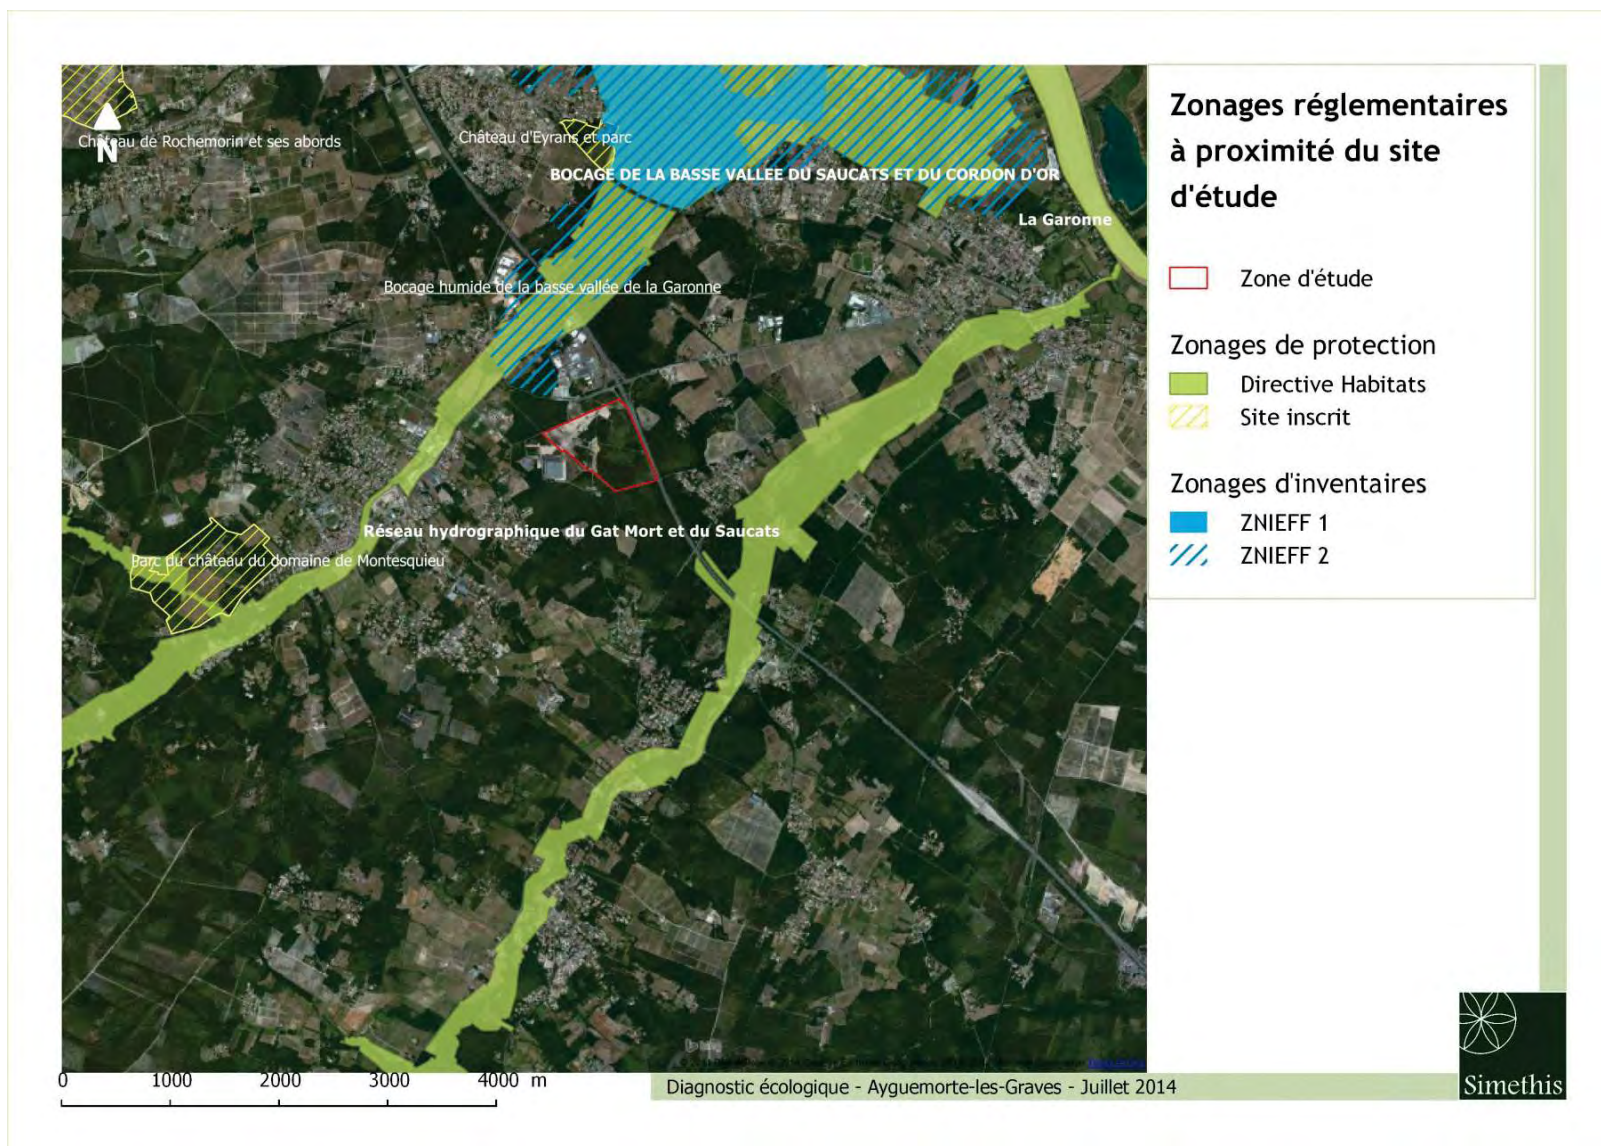 Zonages réglementaires
à proximité du site
d'étude
Zone d'étude
Zonages de protection
Directive Habitats
Site inscrit
Zonages d'inventaires
ZNIEFF 1
ZNIEFF 2
N
Château de Rochemorin et ses abords
Château d'Eyrans et parc
BOCAGE DE LA BASSE VALLEE DU SAUCATS ET DU CORDON D'OR
La Garonne
Bocage humide de la basse vallée de la Garonne
Réseau hydrographique du Gat Mort et du Saucats
Parc du château du domaine de Montesquieu
0 1000 2000 3000 4000 m
Diagnostic écologique - Ayguemorte-les-Graves - Juillet 2014
Simethis